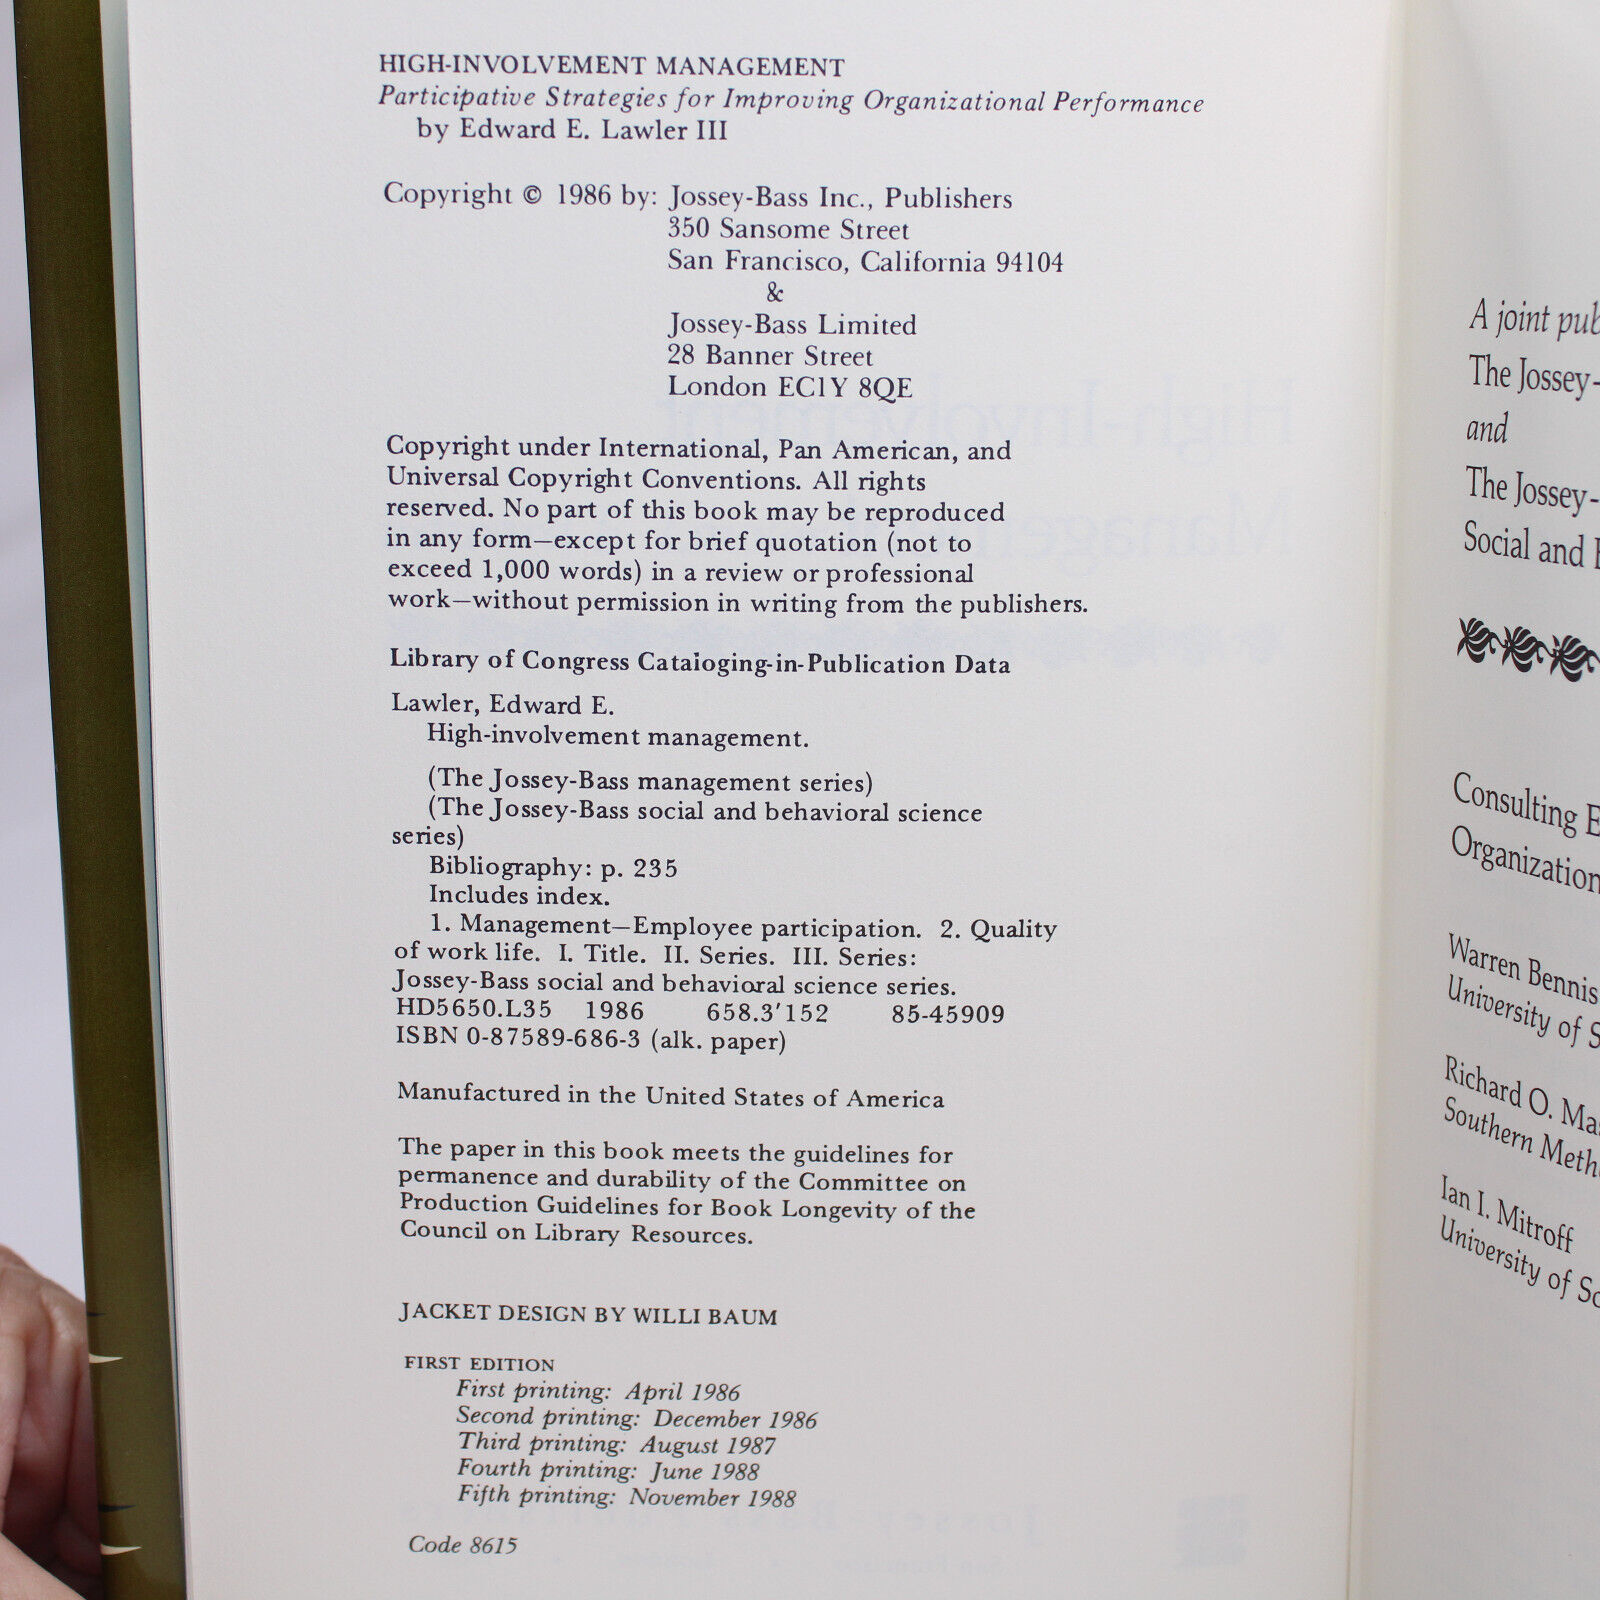 HIGH-INVOLVEMENT MANAGEMENT
Participative Strategies for Improving Organizational Performance
by Edward E. Lawler III
Copyright © 1986 by: Jossey-Bass Inc., Publishers
350 Sansome Street
San Francisco, California 94104
&
Jossey-Bass Limited
28 Banner Street
London EC1Y 8QE
Copyright under International, Pan American, and
Universal Copyright Conventions. All rights
reserved. No part of this book may be reproduced
in any form—except for brief quotation (not to
exceed 1,000 words) in a review or professional
work—without permission in writing from the publishers.
Library of Congress Cataloging-in-Publication Data
Lawler, Edward E.
High-involvement management.
(The Jossey-Bass management series)
(The Jossey-Bass social and behavioral science
series)
Bibliography: p. 235
Includes index.
1. Management—Employee participation. 2. Quality
of work life. I. Title. II. Series. III. Series:
Jossey-Bass social and behavioral science series.
HD5650.L35 1986 658.3'152 85-45909
ISBN 0-87589-686-3 (alk. paper)
Manufactured in the United States of America
The paper in this book meets the guidelines for
permanence and durability of the Committee on
Production Guidelines for Book Longevity of the
Council on Library Resources.
JACKET DESIGN BY WILLI BAUM
FIRST EDITION
First printing: April 1986
Second printing: December 1986
Third printing: August 1987
Fourth printing: June 1988
Fifth printing: November 1988
Code 8615
A joint
The Jossey-
and
The Jossey-
Social and
Consulting
Organization
Warren Bennis
University of
Richard O.
Southern
Ian I. Mitroff
University of